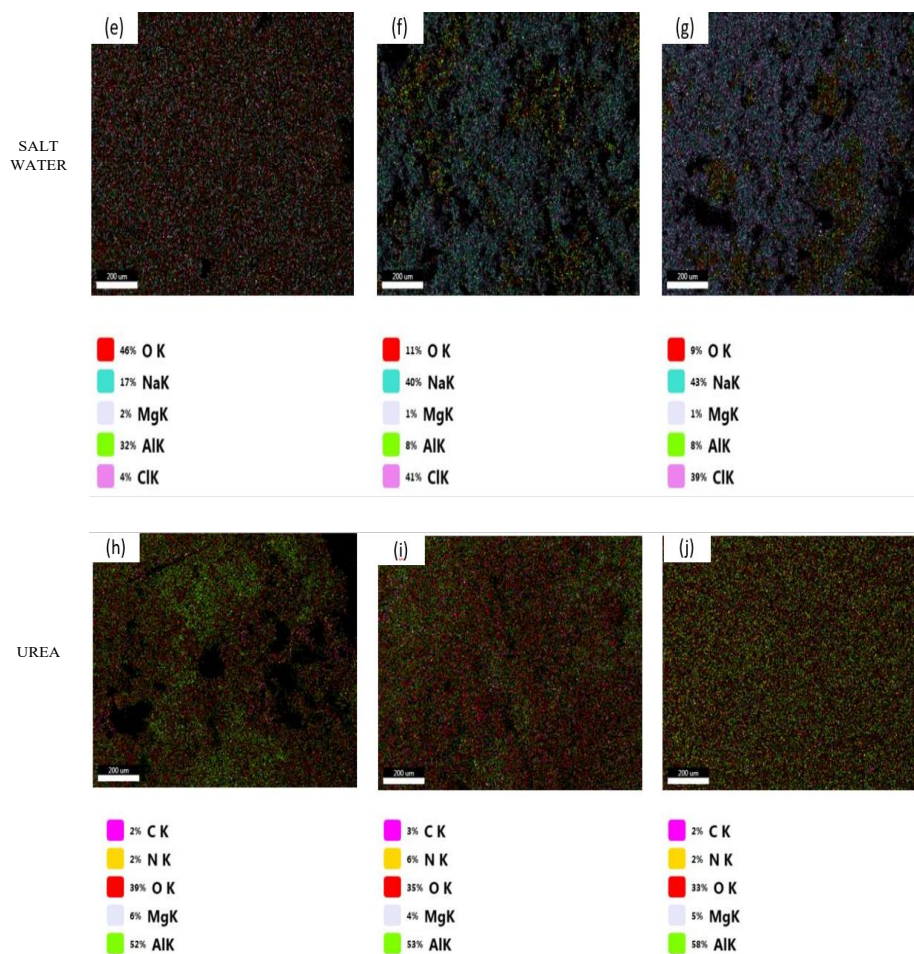 (e) (f) (g)
SALT
WATER
200 um 200 um 200 um
46% O K 11% O K 9% O K
17% NaK 40% NaK 43% NaK
2% MgK 1% MgK 1% MgK
32% AlK 8% AlK 8% AlK
4% ClK 41% ClK 39% ClK
(h) (i) (j)
UREA
200 um 200 um 200 um
2% C K 3% C K 2% C K
2% N K 6% N K 2% N K
39% O K 35% O K 33% O K
6% MgK 4% MgK 5% MgK
52% AlK 53% AlK 58% AlK